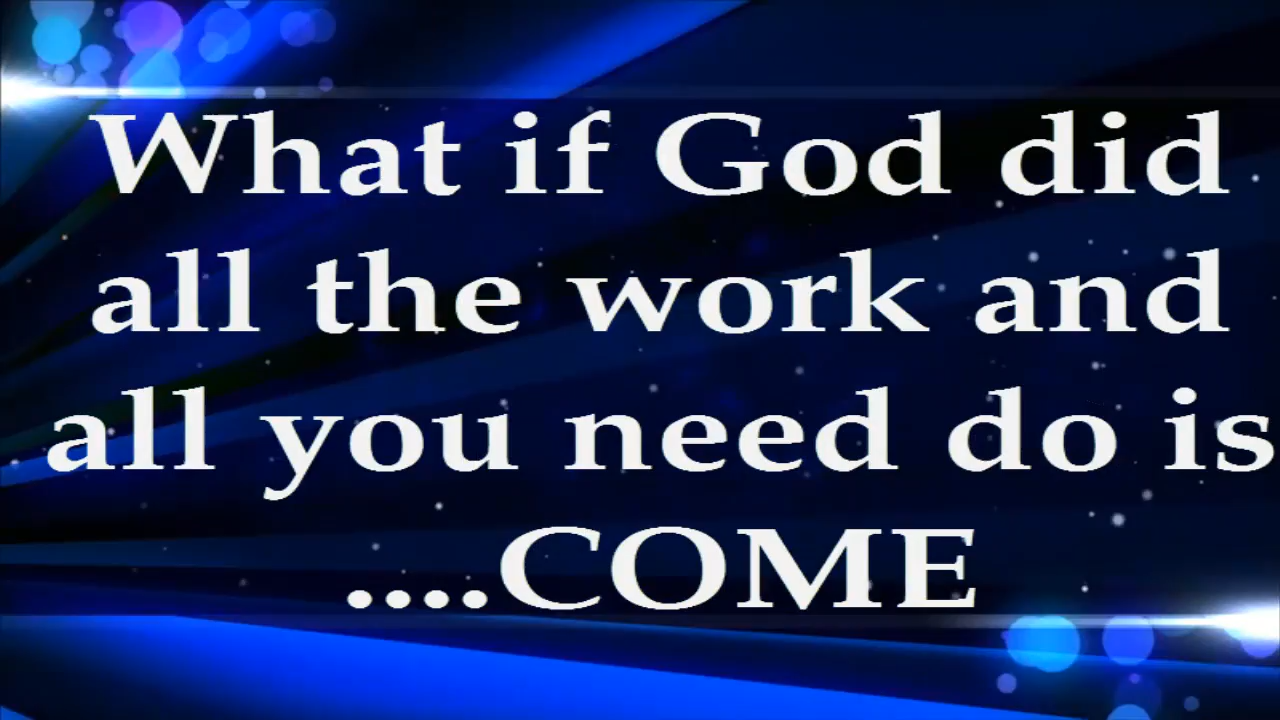 What if God did
all the work and
all you need do is
....COME